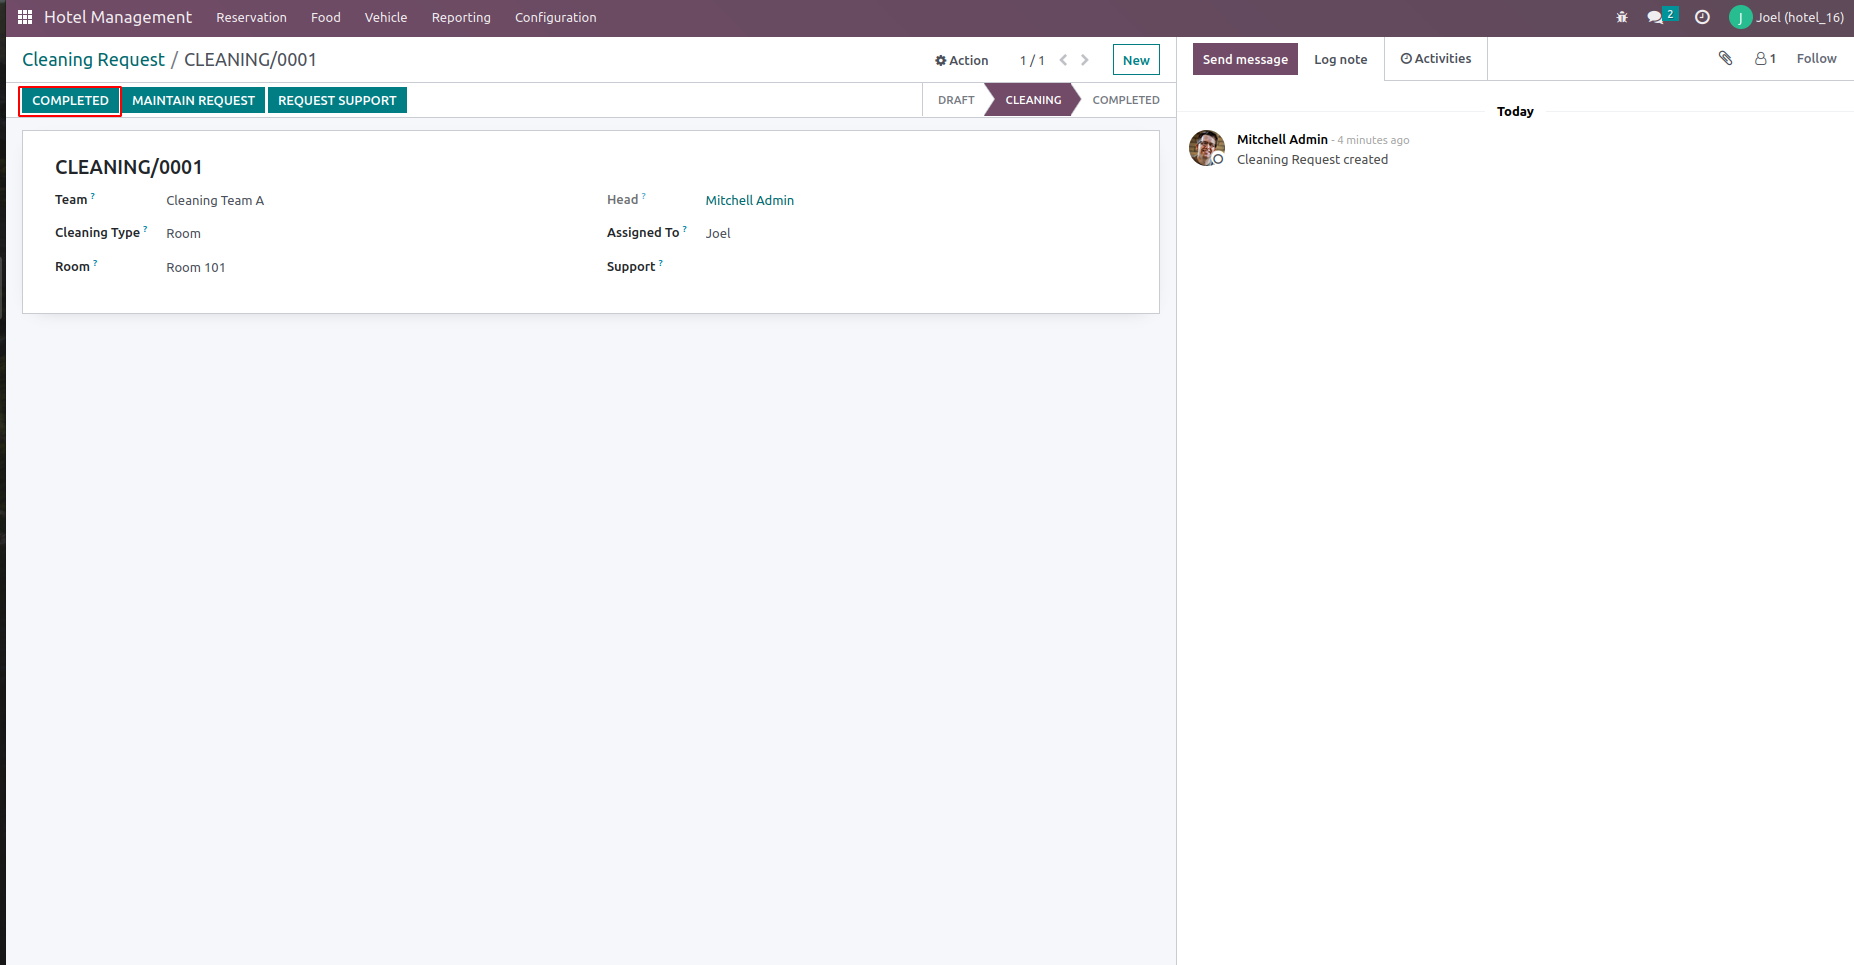 Hotel Management Reservation Food Vehicle Reporting Configuration 2 J Joel (hotel_16)
Cleaning Request / CLEANING/0001 Action 1 / 1 New
Send message Log note Activities 1 Follow
COMPLETED MAINTAIN REQUEST REQUEST SUPPORT DRAFT CLEANING COMPLETED
Today
Mitchell Admin - 4 minutes ago
Cleaning Request created
CLEANING/0001
Team ? Cleaning Team A Head ? Mitchell Admin
Cleaning Type ? Room Assigned To ? Joel
Room ? Room 101 Support ?